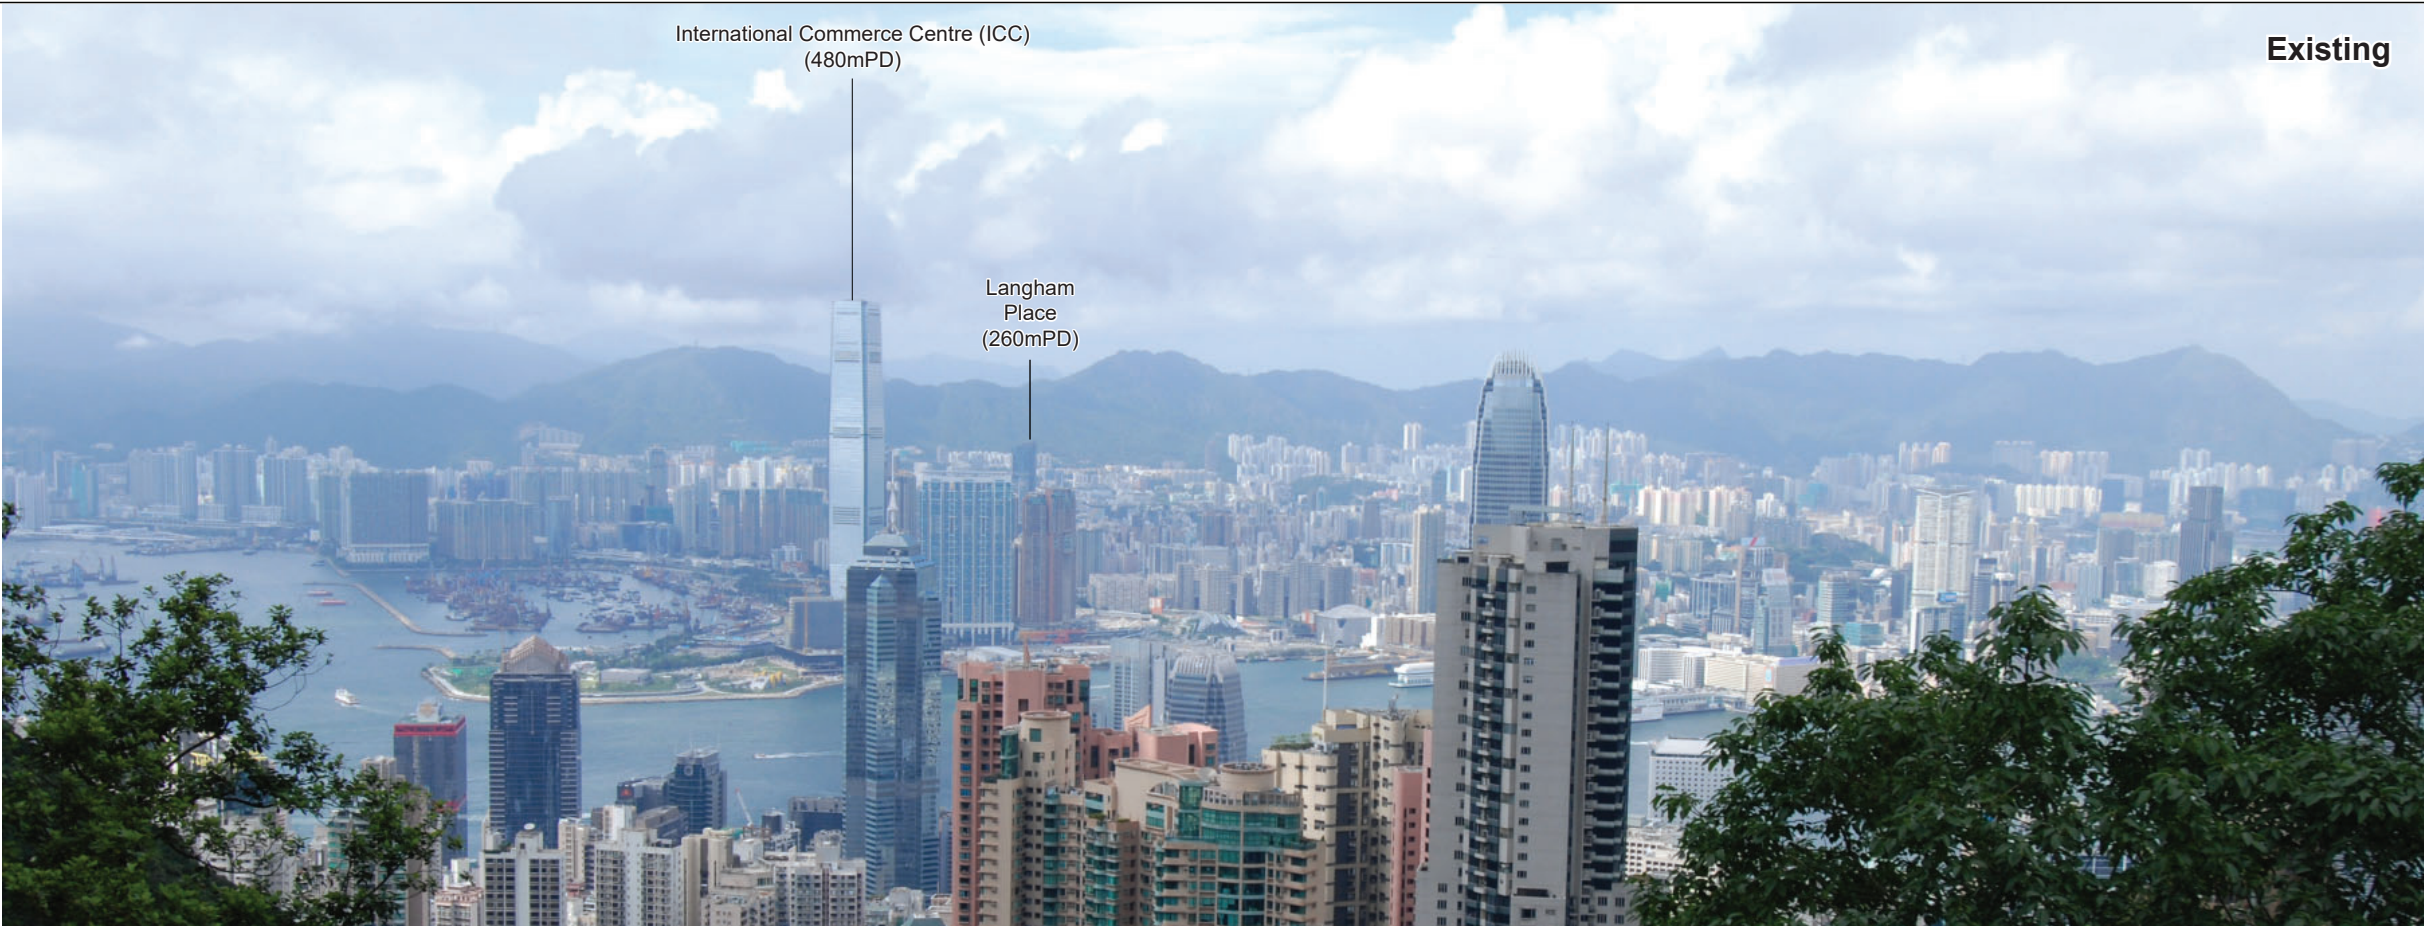 International Commerce Centre (ICC)
(480mPD)
Existing
Langham
Place
(260mPD)